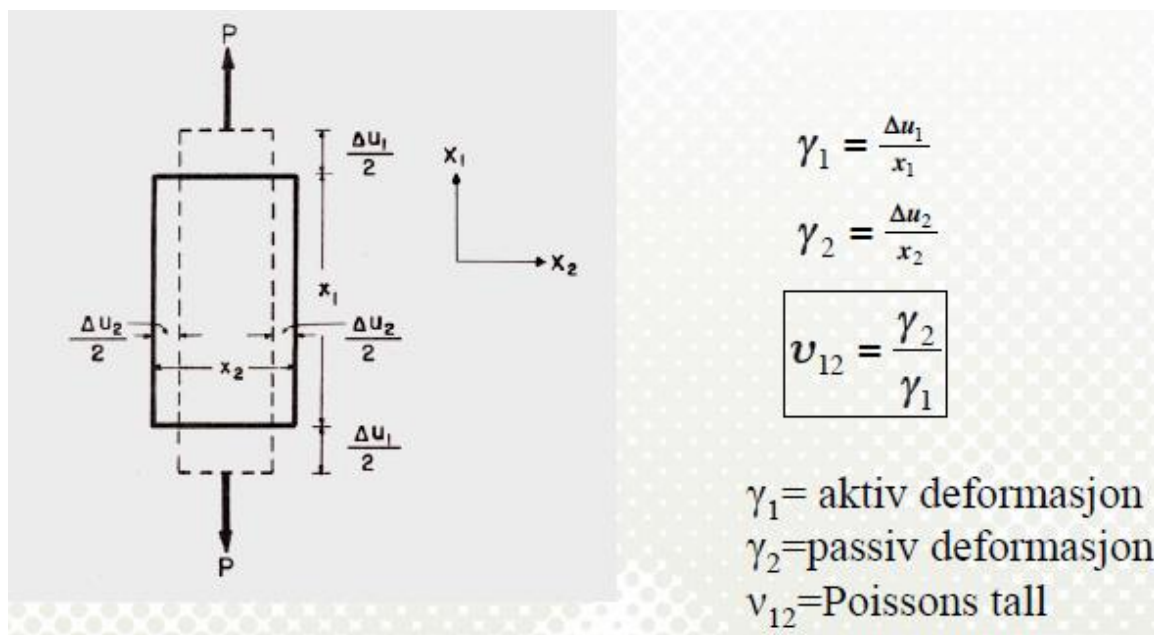 P
Δu₁
2
X₁
X₂
x₁
Δu₂
2
x₂
Δu₂
2
Δu₁
2
P
γ₁ = Δu₁/x₁
γ₂ = Δu₂/x₂
υ₁₂ = γ₂/γ₁
γ₁= aktiv deformasjon
γ₂=passiv deformasjon
ν₁₂=Poissons tall